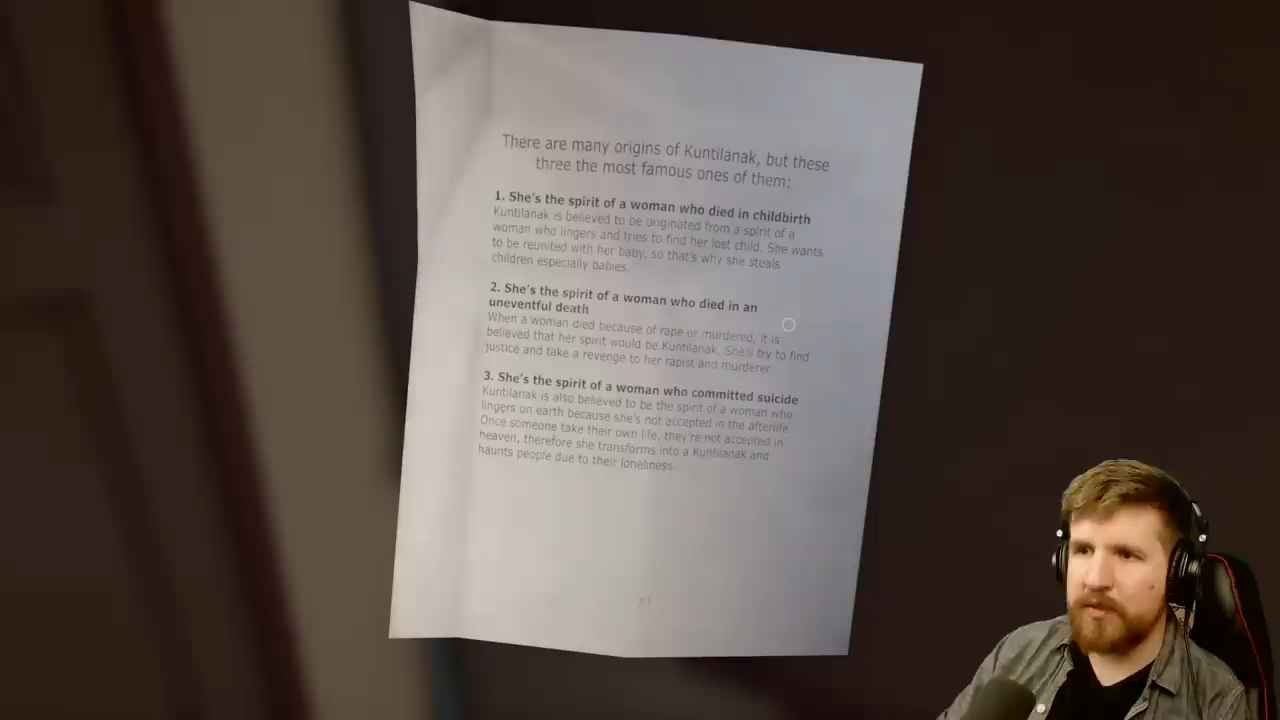 There are many origins of Kuntilanak, but these
three the most famous ones of them:
1. She's the spirit of a woman who died in childbirth
Kuntilanak is believed to be originated from a spirit of a
woman who lingers and tries to find her lost child. She wants
to be reunited with her baby, so that's why she steals
children especially babies.
2. She's the spirit of a woman who died in an
uneventful death
When a woman died because of rape or murdered, it is
believed that her spirit would be Kuntilanak. She'll try to find
justice and take a revenge to her rapist and murderer
3. She's the spirit of a woman who committed suicide
Kuntilanak is also believed to be the spirit of a woman who
lingers on earth because she's not accepted in the afterlife
Once someone take their own life, they're not accepted in
heaven, therefore she transforms into a Kuntilanak and
haunts people due to their loneliness.